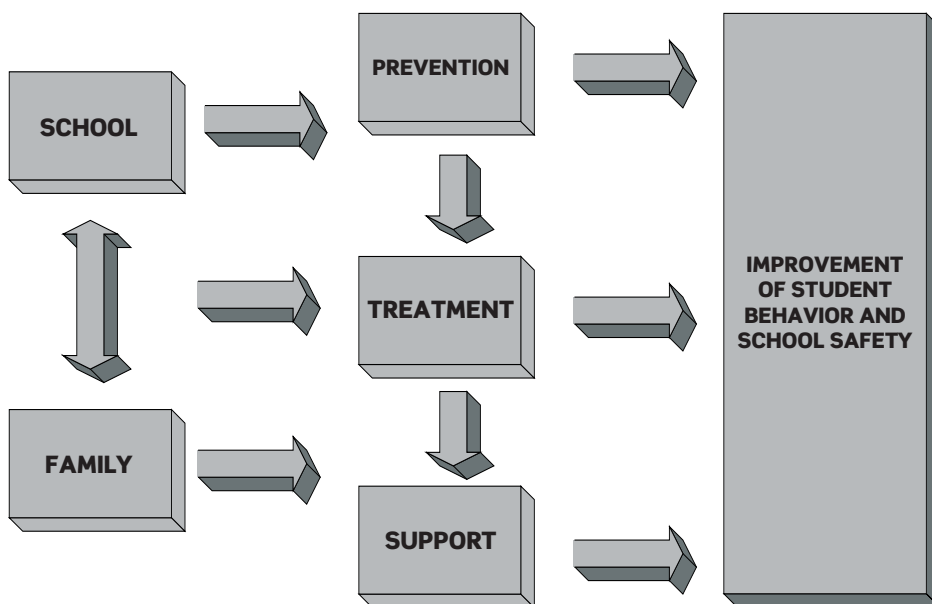 PREVENTION
SCHOOL
TREATMENT
IMPROVEMENT
OF STUDENT
BEHAVIOR AND
SCHOOL SAFETY
FAMILY
SUPPORT